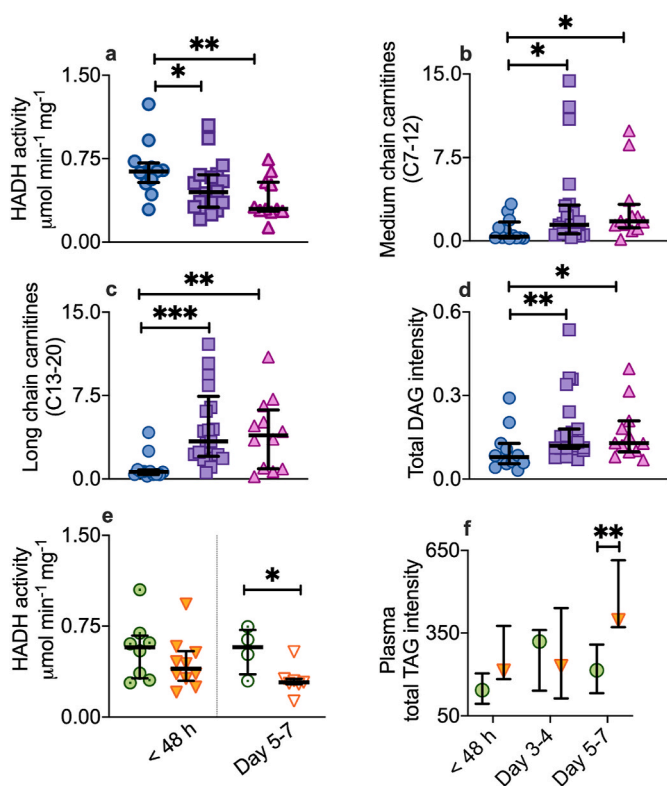 a
HADH activity
μmol min⁻¹ mg⁻¹
1.50
0.75
0.00
*
**
b
Medium chain carnitines
(C7-12)
15.0
7.5
0.0
*
*
c
Long chain carnitines
(C13-20)
15.0
7.5
0.0
***
**
d
Total DAG intensity
0.6
0.3
0.0
**
*
e
HADH activity
μmol min⁻¹ mg⁻¹
1.50
0.75
0.00
*
< 48 h
Day 5-7
f
Plasma
total TAG intensity
650
350
50
**
< 48 h
Day 3-4
Day 5-7